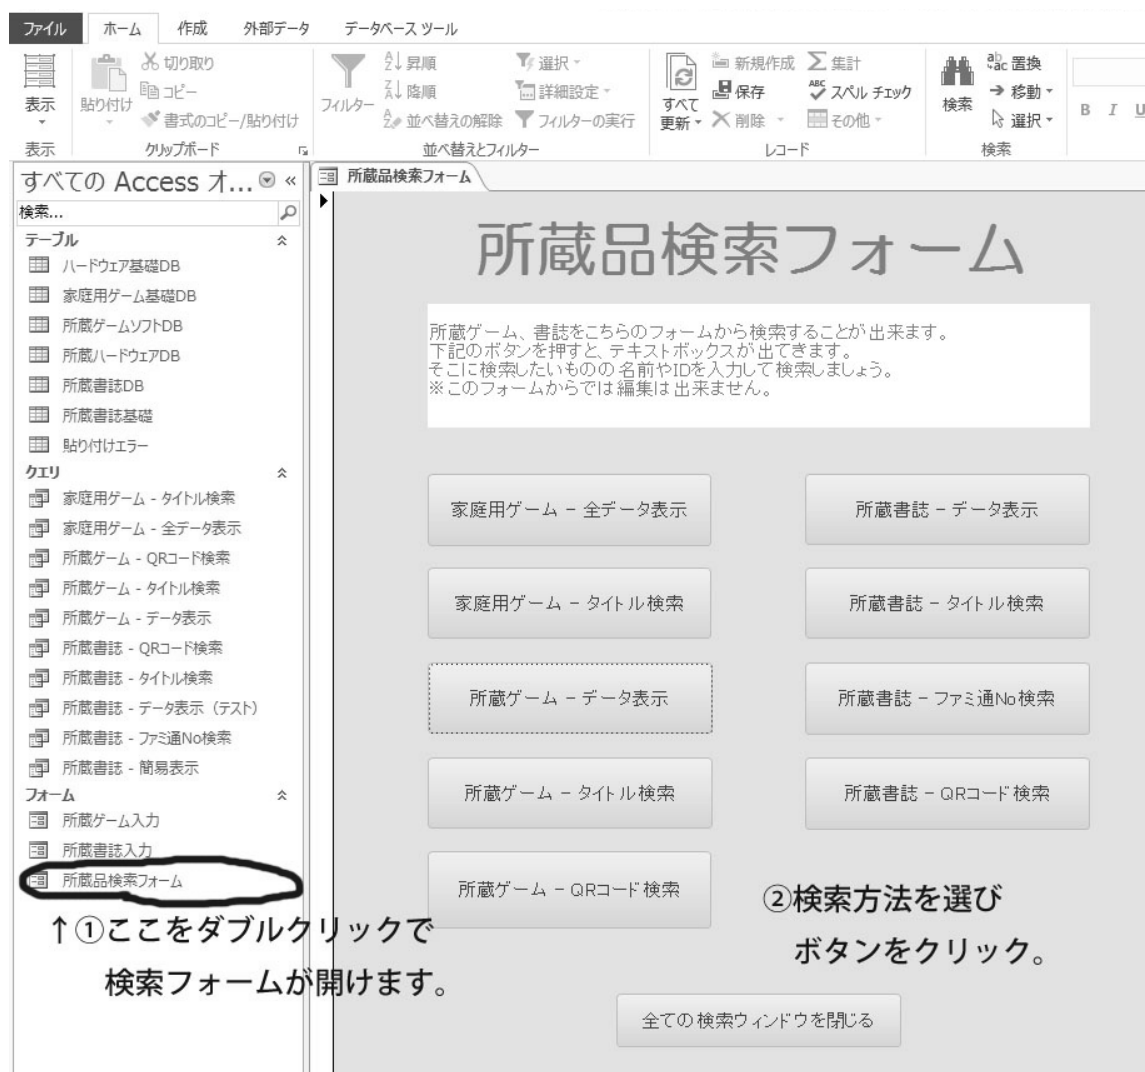 ファイル ホーム 作成 外部データ データベース ツール
表示
貼り付け
切り取り
コピー
書式のコピー/貼り付け
フィルター
昇順
降順
並べ替えの解除
選択
詳細設定
フィルターの実行
すべて
更新
新規作成
保存
削除
集計
スペル チェック
その他
検索
置換
移動
選択
B I U
表示 クリップボード 並べ替えとフィルター レコード 検索
すべての Access オ...
検索...
テーブル
ハードウェア基礎DB
家庭用ゲーム基礎DB
所蔵ゲームソフトDB
所蔵ハードウェアDB
所蔵書誌DB
所蔵書誌基礎
貼り付けエラー
クエリ
家庭用ゲーム - タイトル検索
家庭用ゲーム - 全データ表示
所蔵ゲーム - QRコード検索
所蔵ゲーム - タイトル検索
所蔵ゲーム - データ表示
所蔵書誌 - QRコード検索
所蔵書誌 - タイトル検索
所蔵書誌 - データ表示（テスト）
所蔵書誌 - ファミ通No検索
所蔵書誌 - 簡易表示
フォーム
所蔵ゲーム入力
所蔵書誌入力
所蔵品検索フォーム
↑①ここをダブルクリックで
検索フォームが開けます。
所蔵品検索フォーム
所蔵品検索フォーム
所蔵ゲーム、書誌をこちらのフォームから検索することが出来ます。
下記のボタンを押すと、テキストボックスが出てきます。
そこに検索したいものの名前やIDを入力して検索しましょう。
※このフォームからでは編集は出来ません。
家庭用ゲーム - 全データ表示
所蔵書誌 - データ表示
家庭用ゲーム - タイトル検索
所蔵書誌 - タイトル検索
所蔵ゲーム - データ表示
所蔵書誌 - ファミ通No検索
所蔵ゲーム - タイトル検索
所蔵書誌 - QRコード検索
所蔵ゲーム - QRコード検索
②検索方法を選び
ボタンをクリック。
全ての検索ウィンドウを閉じる